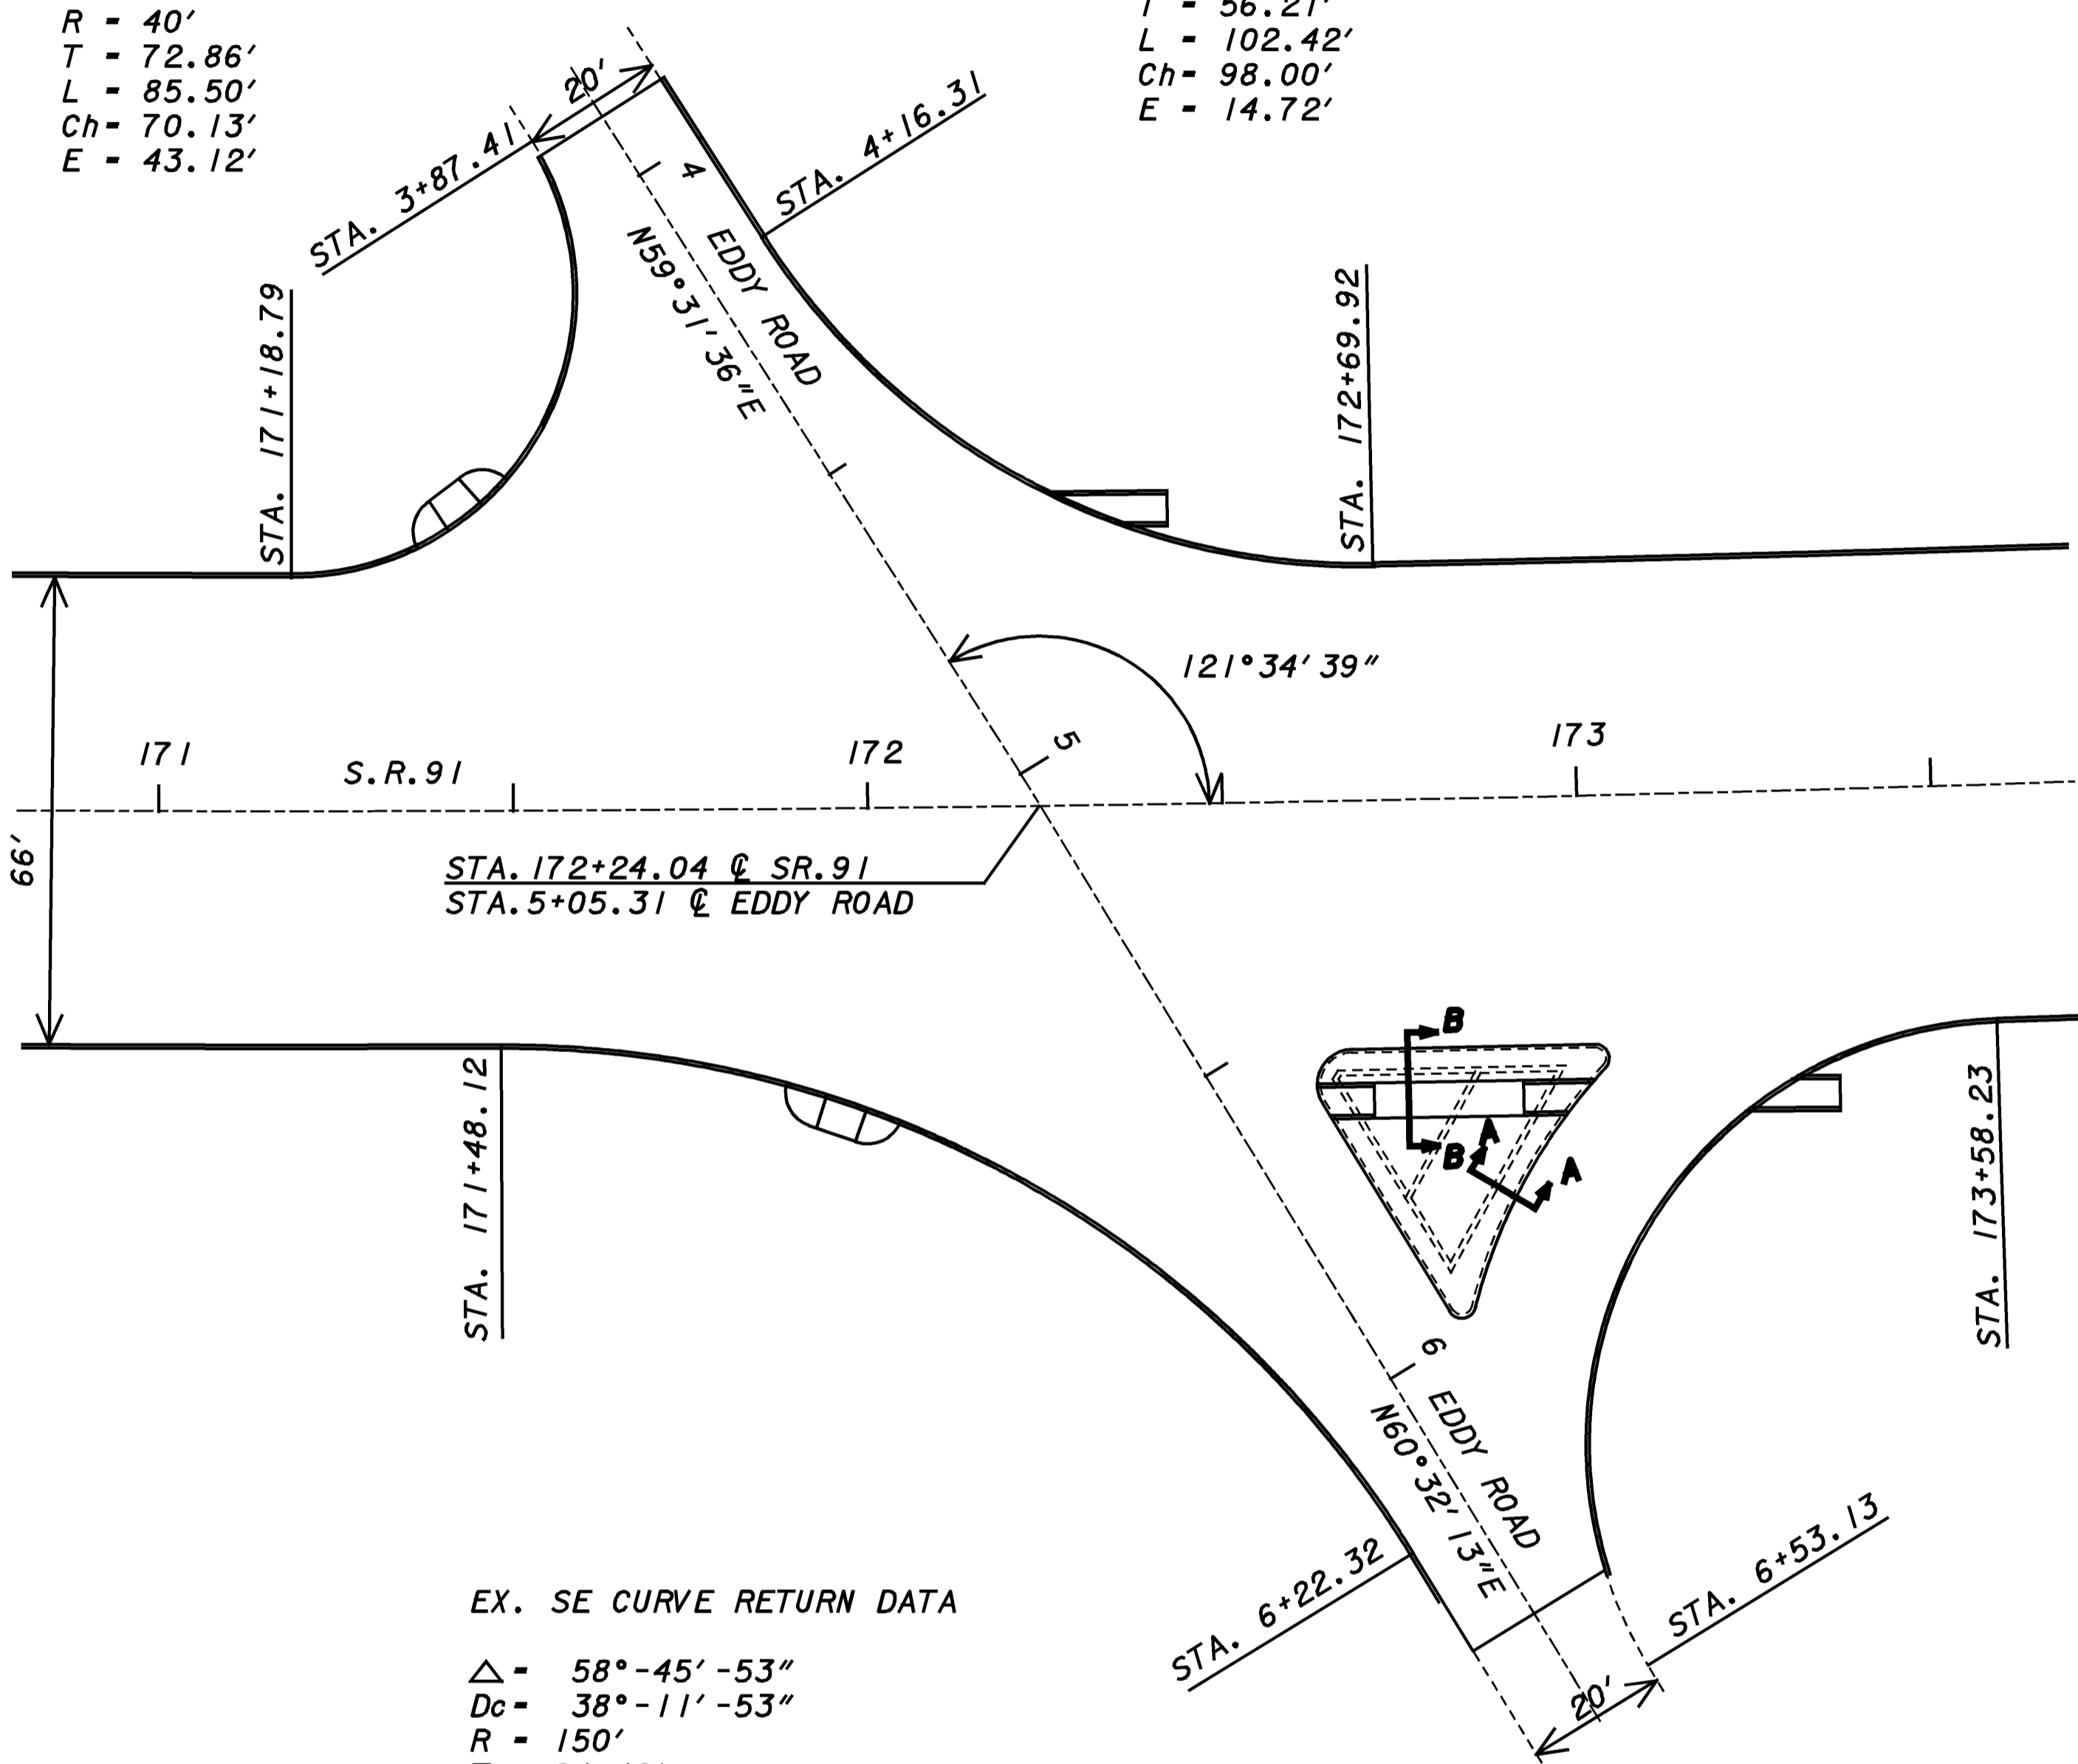 R - 40'
T - 72.86'
L - 85.50'
Ch- 70.13'
E - 43.12'
T - 56.21'
L - 102.42'
Ch- 98.00'
E - 14.72'
20'
STA. 3+87.41
4
STA. 4+16.31
EDDY ROAD
N59°31'36"E
STA. 171+18.79
STA. 172+69.92
121°34'39"
171
S.R.91
172
5
173
66'
STA.172+24.04 ℄ SR.91
STA.5+05.31 ℄ EDDY ROAD
B
B
A
A
STA. 171+48.12
STA. 173+58.23
6
EDDY ROAD
N60°32'13"E
STA. 6+22.32
STA. 6+53.13
20'
EX. SE CURVE RETURN DATA
△= 58°-45'-53"
Dc= 38°-11'-53"
R - 150'